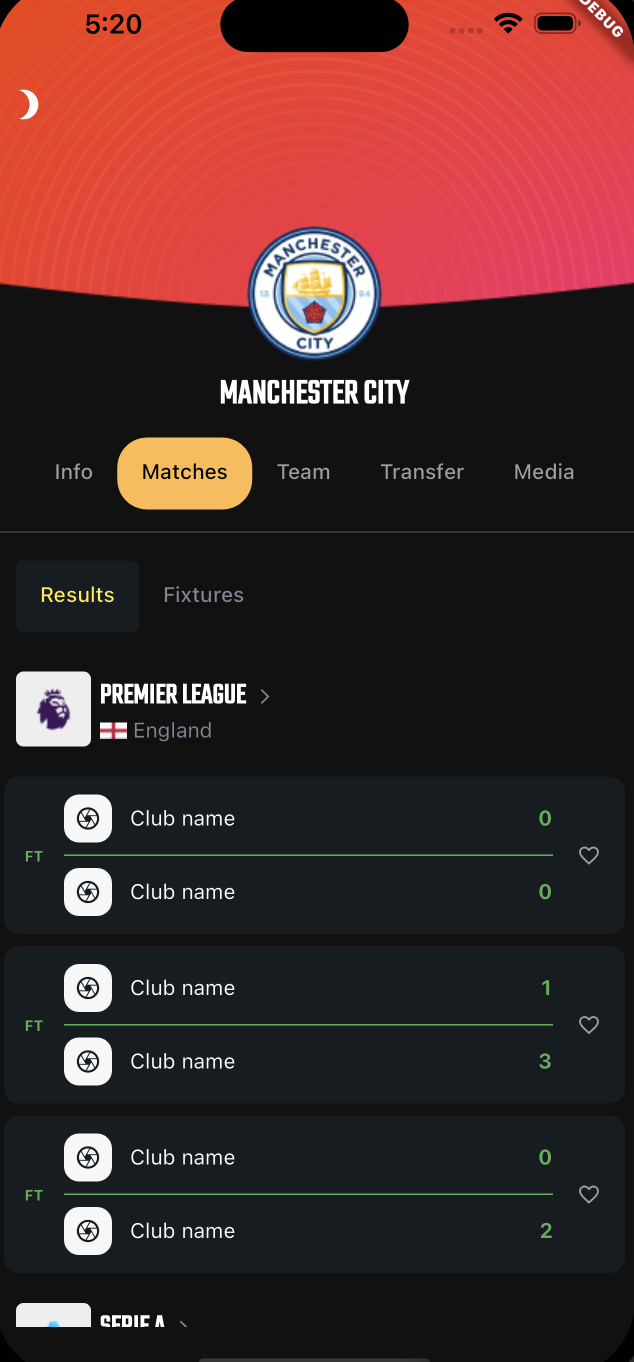 5:20
DEBUG
MANCHESTER
18 94
CITY
MANCHESTER CITY
Info Matches Team Transfer Media
Results Fixtures
PREMIER LEAGUE
England
Club name 0
FT
Club name 0
Club name 1
FT
Club name 3
Club name 0
FT
Club name 2
SERIE A